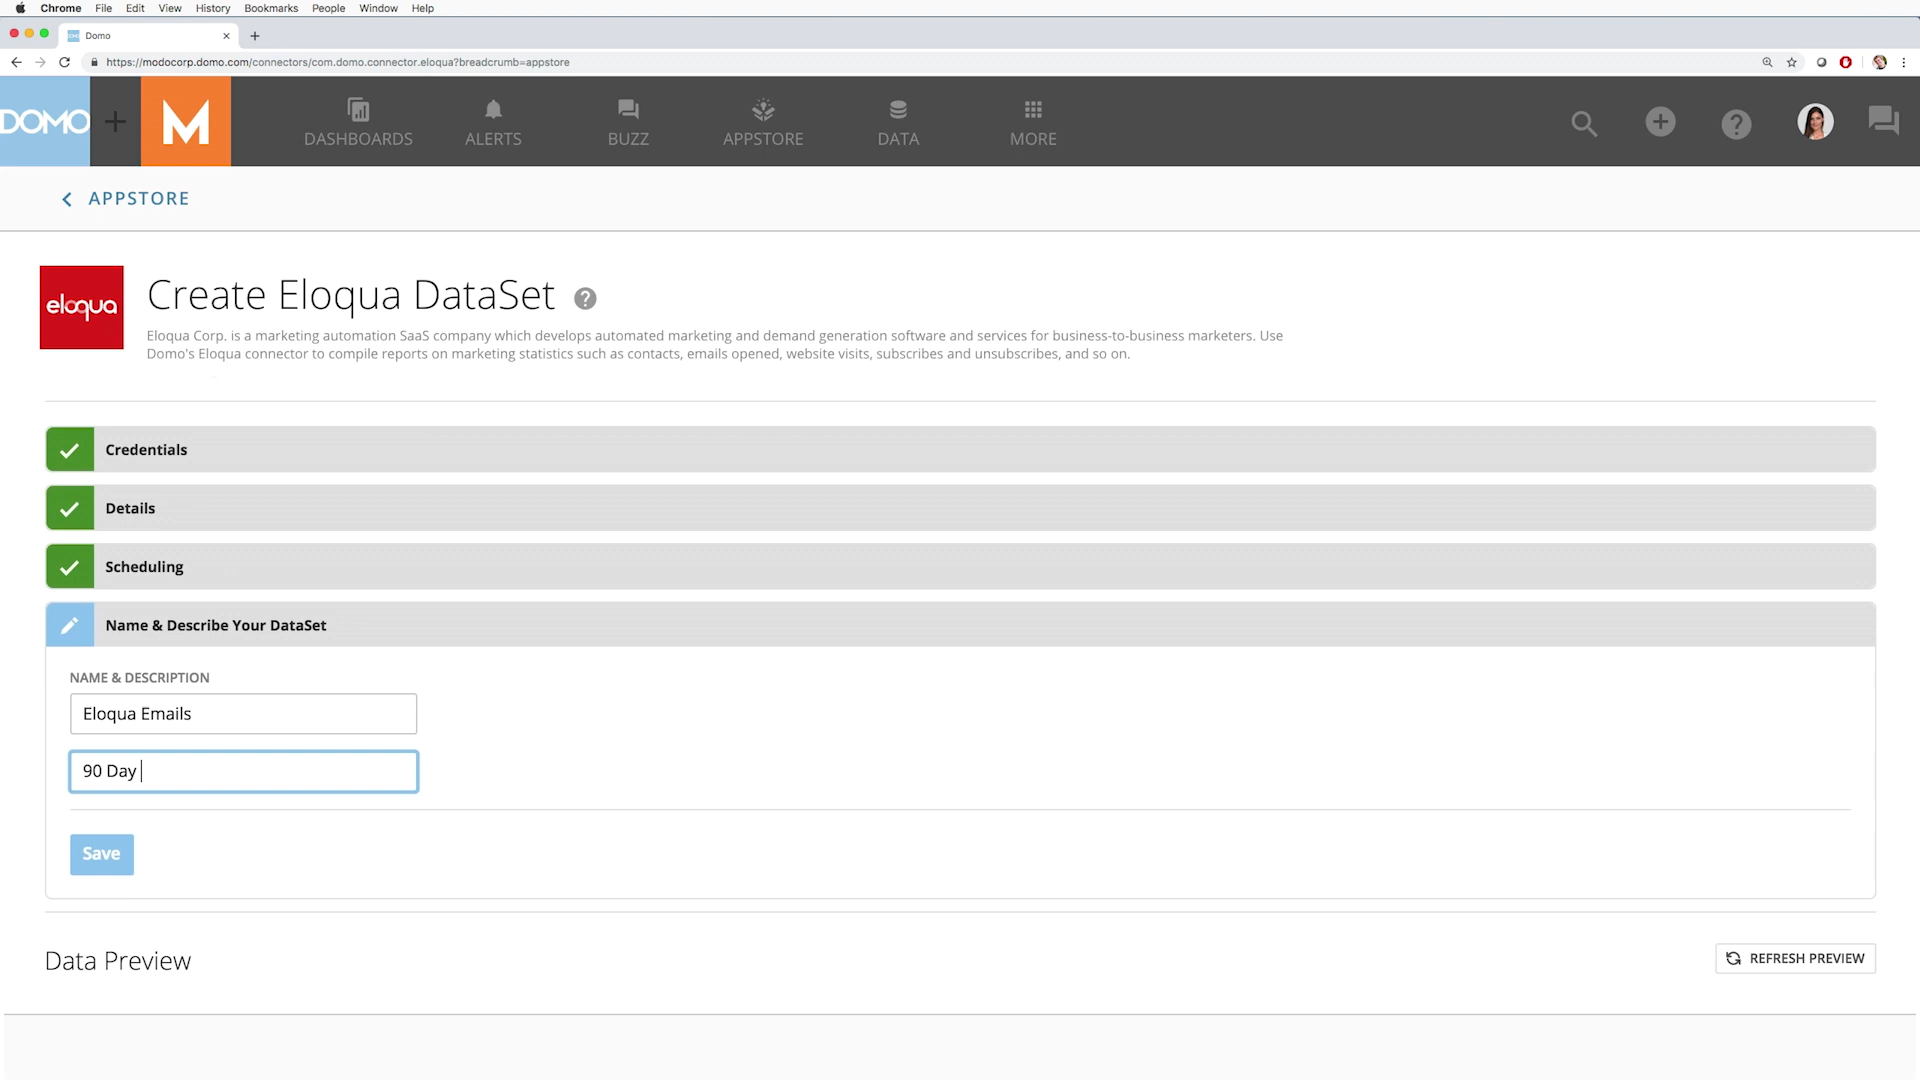 Chrome File Edit View History Bookmarks People Window Help
Domo
https://modocorp.domo.com/connectors/com.domo.connector.eloqua?breadcrumb=appstore
DOMO
M
DASHBOARDS
ALERTS
BUZZ
APPSTORE
DATA
MORE
APPSTORE
eloqua
Create Eloqua DataSet
Eloqua Corp. is a marketing automation SaaS company which develops automated marketing and demand generation software and services for business-to-business marketers. Use
Domo's Eloqua connector to compile reports on marketing statistics such as contacts, emails opened, website visits, subscribes and unsubscribes, and so on.
Credentials
Details
Scheduling
Name & Describe Your DataSet
NAME & DESCRIPTION
Eloqua Emails
90 Day
Save
Data Preview
REFRESH PREVIEW